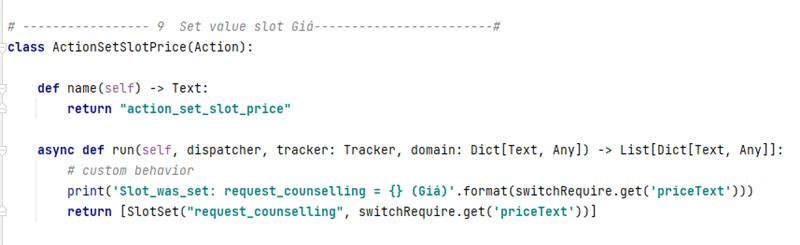 # ----------------- 9  Set value slot Giá------------------------#
class ActionSetSlotPrice(Action):
def name(self) -> Text:
return "action_set_slot_price"
async def run(self, dispatcher, tracker: Tracker, domain: Dict[Text, Any]) -> List[Dict[Text, Any]]:
# custom behavior
print('Slot_was_set: request_counselling = {} (Giá)'.format(switchRequire.get('priceText')))
return [SlotSet("request_counselling", switchRequire.get('priceText'))]